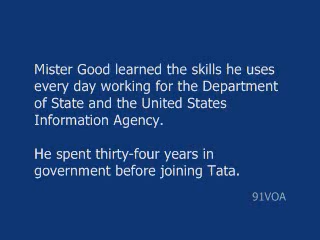 Mister Good learned the skills he uses
every day working for the Department
of State and the United States
Information Agency.
He spent thirty-four years in
government before joining Tata.
91VOA